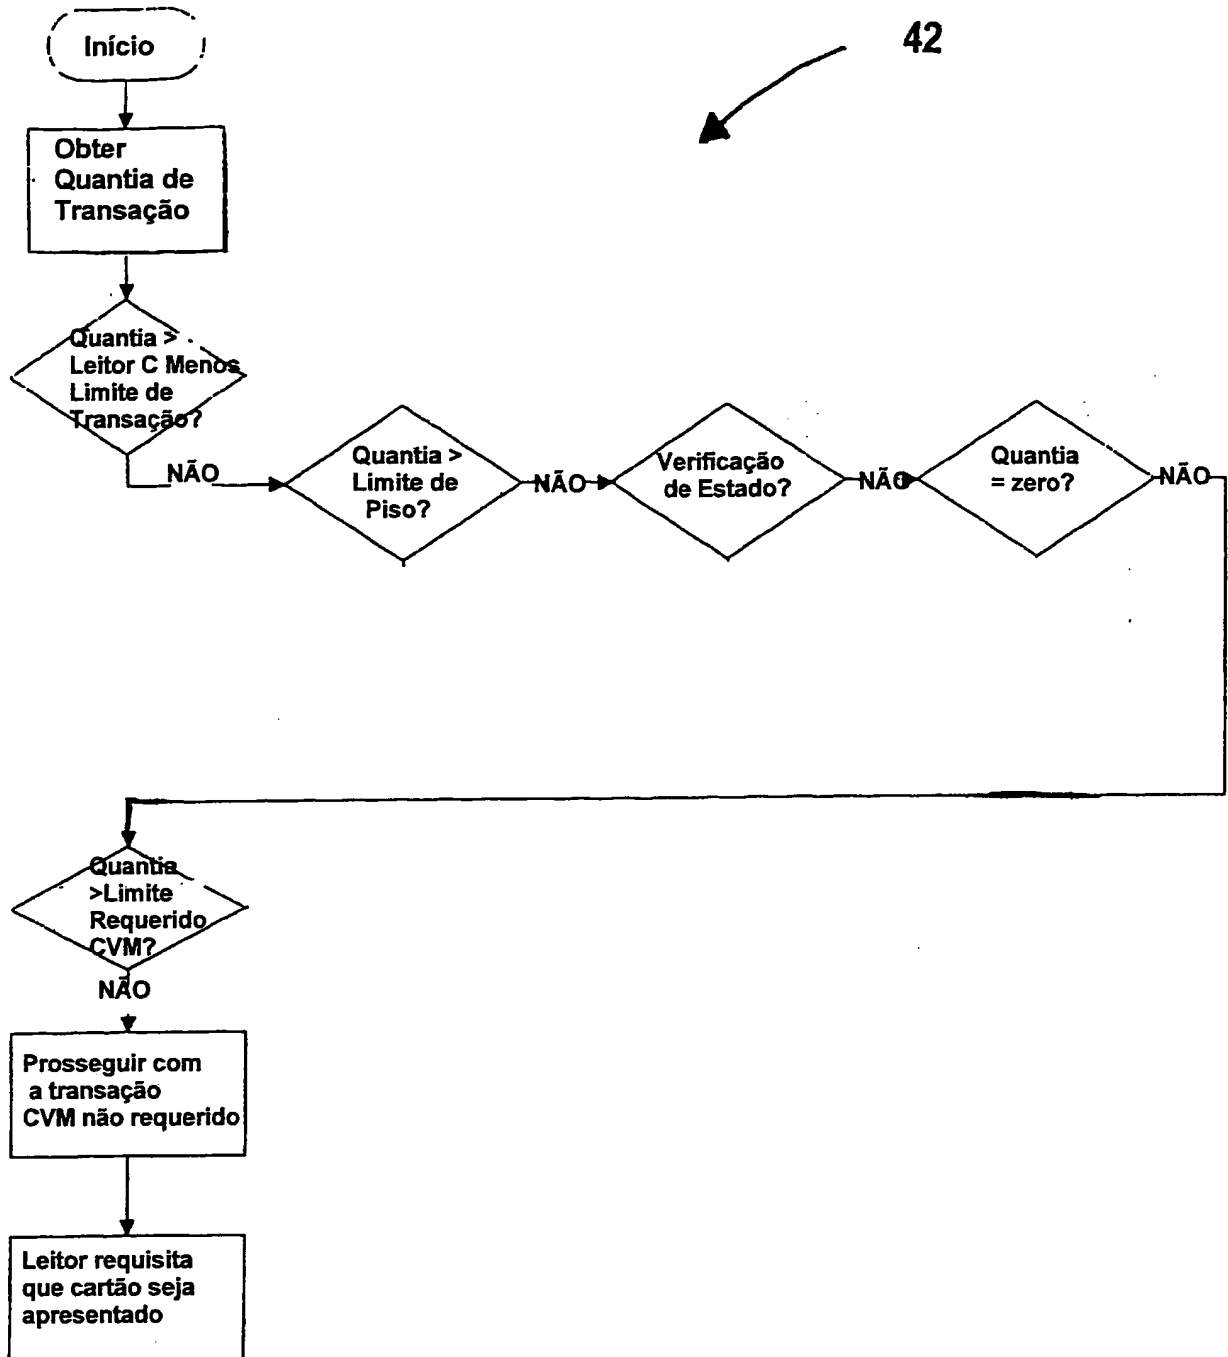 Início
42
Obter
Quantia de
Transação
Quantia >
Leitor C Menos
Limite de
Transação?
NÃO
Quantia >
Limite de
Piso?
NÃO
Verificação
de Estado?
NÃO
Quantia
= zero?
NÃO
Quantia
>Limite
Requerido
CVM?
NÃO
Prosseguir com
a transação
CVM não requerido
Leitor requisita
que cartão seja
apresentado